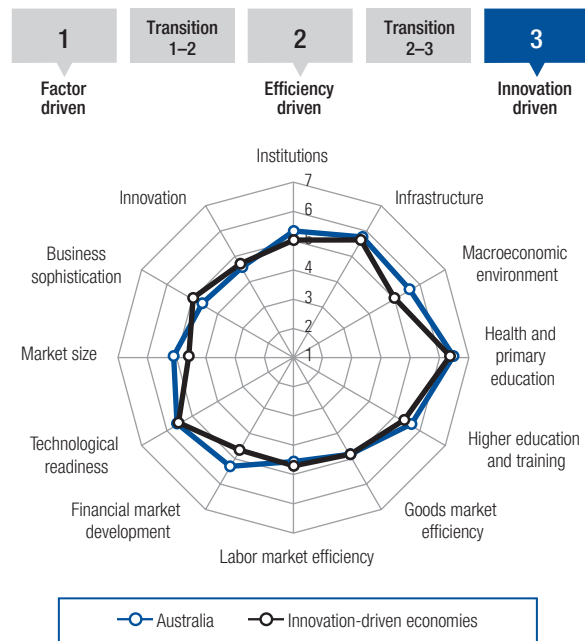 1
Transition
1–2
2
Transition
2–3
3
Factor
driven
Efficiency
driven
Innovation
driven
Institutions
Infrastructure
Macroeconomic
environment
Health and
primary
education
Higher education
and training
Goods market
efficiency
Labor market efficiency
Financial market
development
Technological
readiness
Market size
Business
sophistication
Innovation
7
6
5
4
3
2
1
Australia
Innovation-driven economies